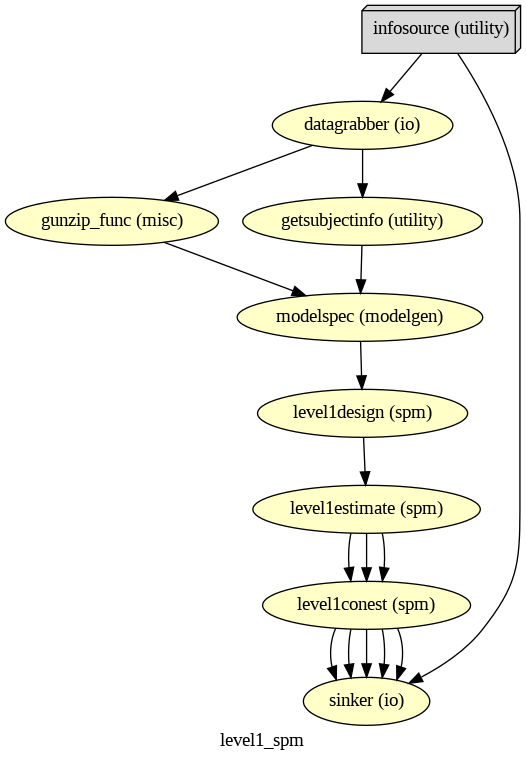 infosource (utility)
datagrabber (io)
gunzip_func (misc)
getsubjectinfo (utility)
modelspec (modelgen)
level1design (spm)
level1estimate (spm)
level1conest (spm)
sinker (io)
level1_spm